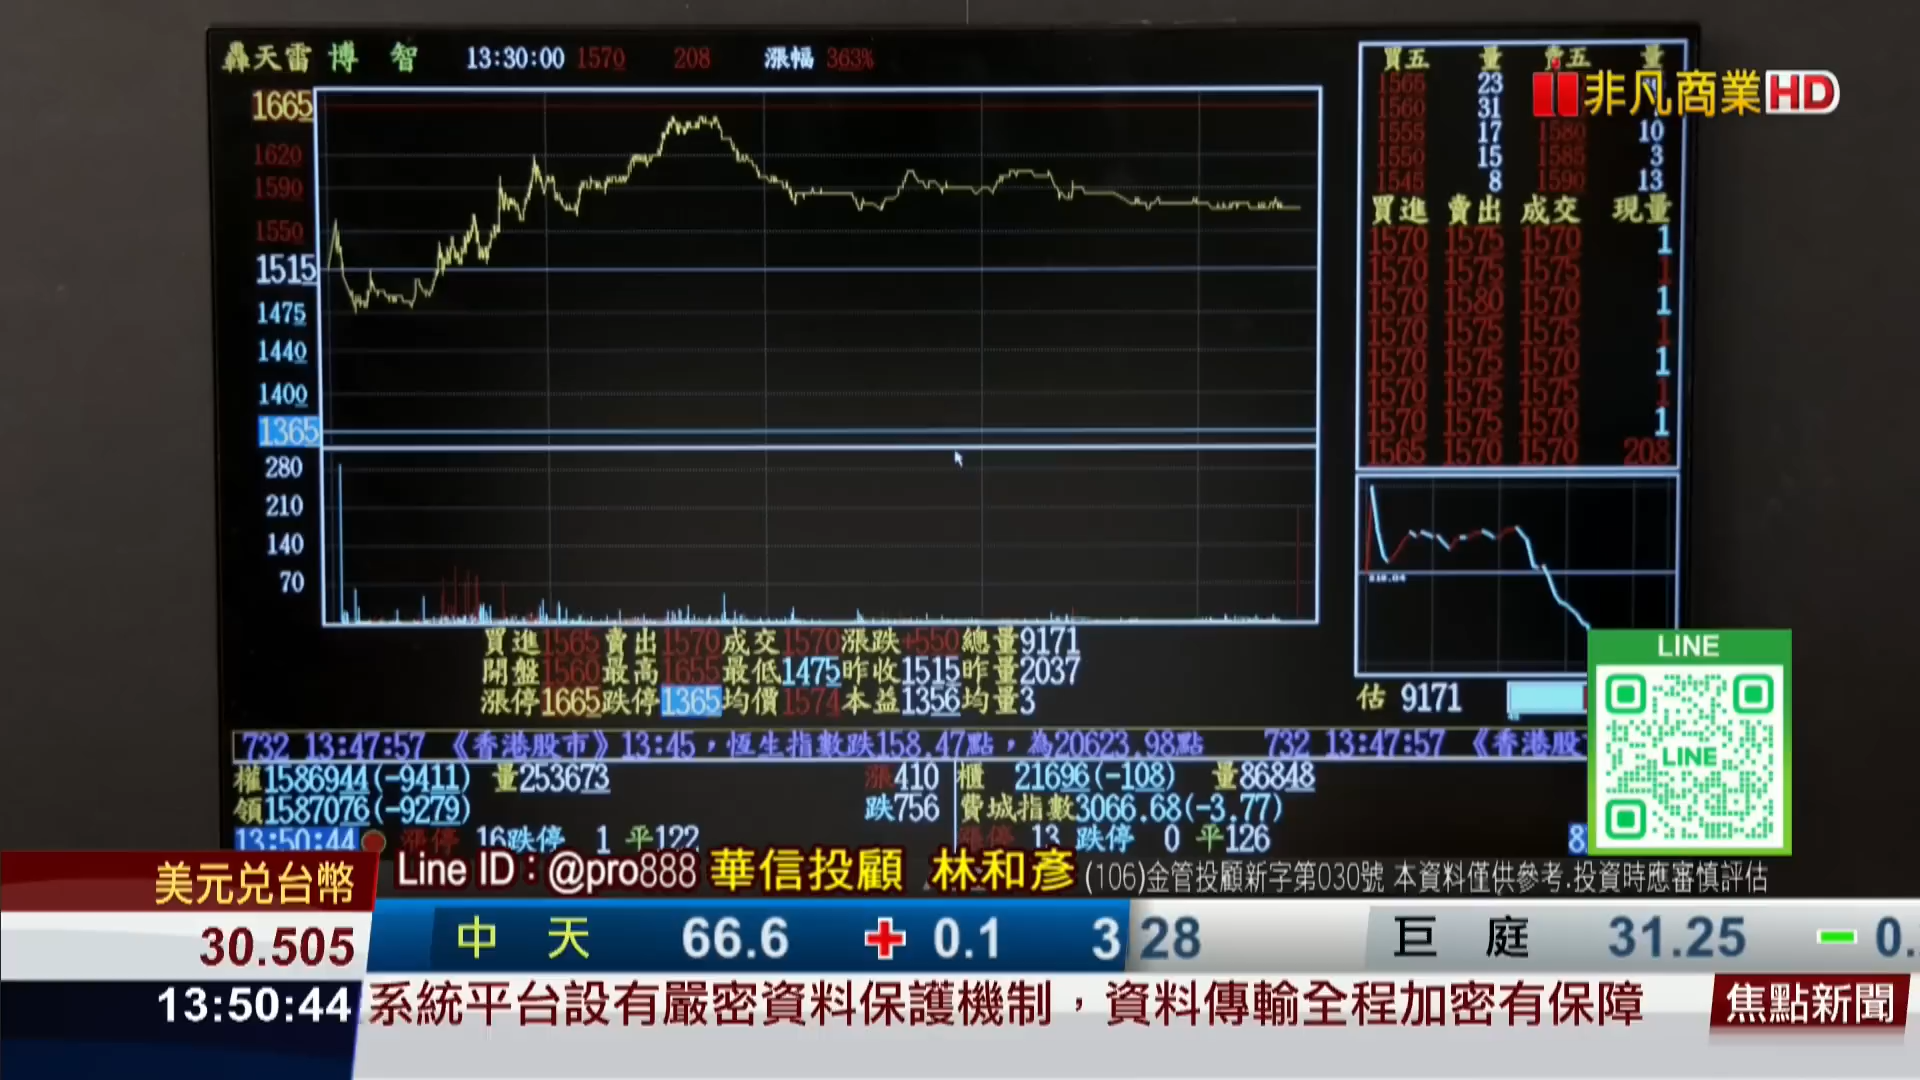 轟天雷 博 智 13:30:00 1570 208 漲幅 363%
非凡商業HD
1665
1620
1590
1550
1515
1475
1440
1400
1365
280
210
140
70
買五 量 賣五 量
1565 23
1560 31
1555 17 1580 10
1550 15 1585 3
1545 8 1590 13
買進 賣出 成交 現量
1570 1575 1570 1
1570 1575 1575 1
1570 1580 1570 1
1570 1575 1575 1
1570 1575 1570 1
1570 1575 1575 1
1570 1575 1570 1
1565 1570 1570 208
買進1565賣出1570成交1570漲跌+550總量9171
開盤1560最高1655最低1475昨收1515昨量2037
漲停1665跌停1365均價1574本益1356均量3
估 9171
732 13:47:57 《香港股市》13:45，恆生指數跌158.47點，為20623.98點 732 13:47:57 《香港股
權1586944(-9411) 量253673 漲410 櫃 21696(-108) 量86848
領1587076(-9279) 跌756 費城指數3066.68(-3.77)
13:50:44 漲停 16跌停 1 平122 漲停 13 跌停 0 平126
LINE
LINE
Line ID：@pro888 華信投顧 林和彥 (106)金管投顧新字第030號 本資料僅供參考.投資時應審慎評估
美元兌台幣
30.505
中 天 66.6 0.1 328 巨 庭 31.25 0.
13:50:44
系統平台設有嚴密資料保護機制，資料傳輸全程加密有保障
焦點新聞